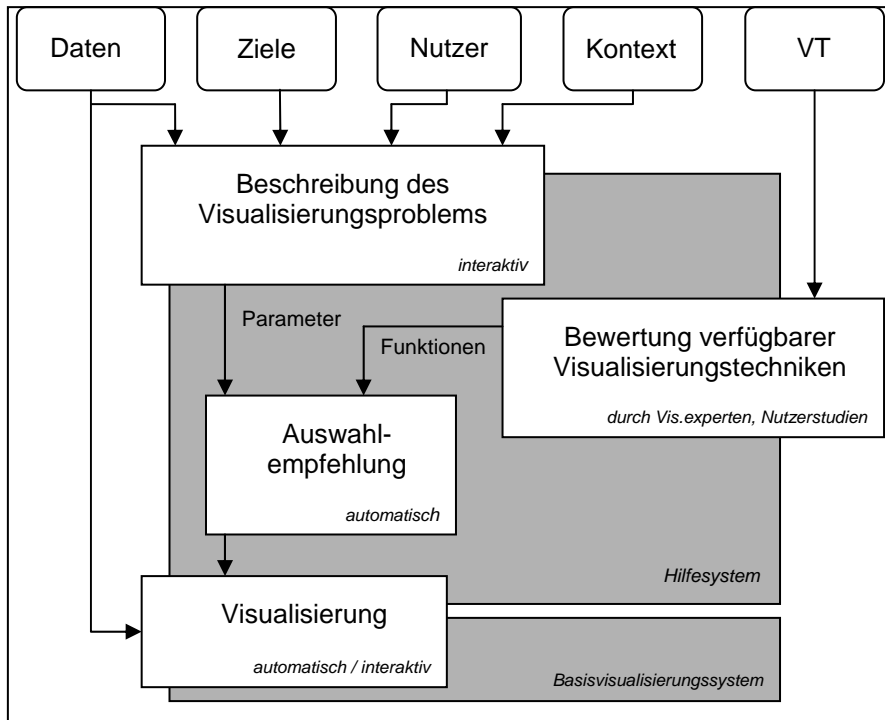 Daten
Ziele
Nutzer
Kontext
VT
Beschreibung des
Visualisierungsproblems
interaktiv
Parameter
Funktionen
Bewertung verfügbarer
Visualisierungstechniken
durch Vis.experten, Nutzerstudien
Auswahl-
empfehlung
automatisch
Hilfesystem
Visualisierung
automatisch / interaktiv
Basisvisualisierungssystem